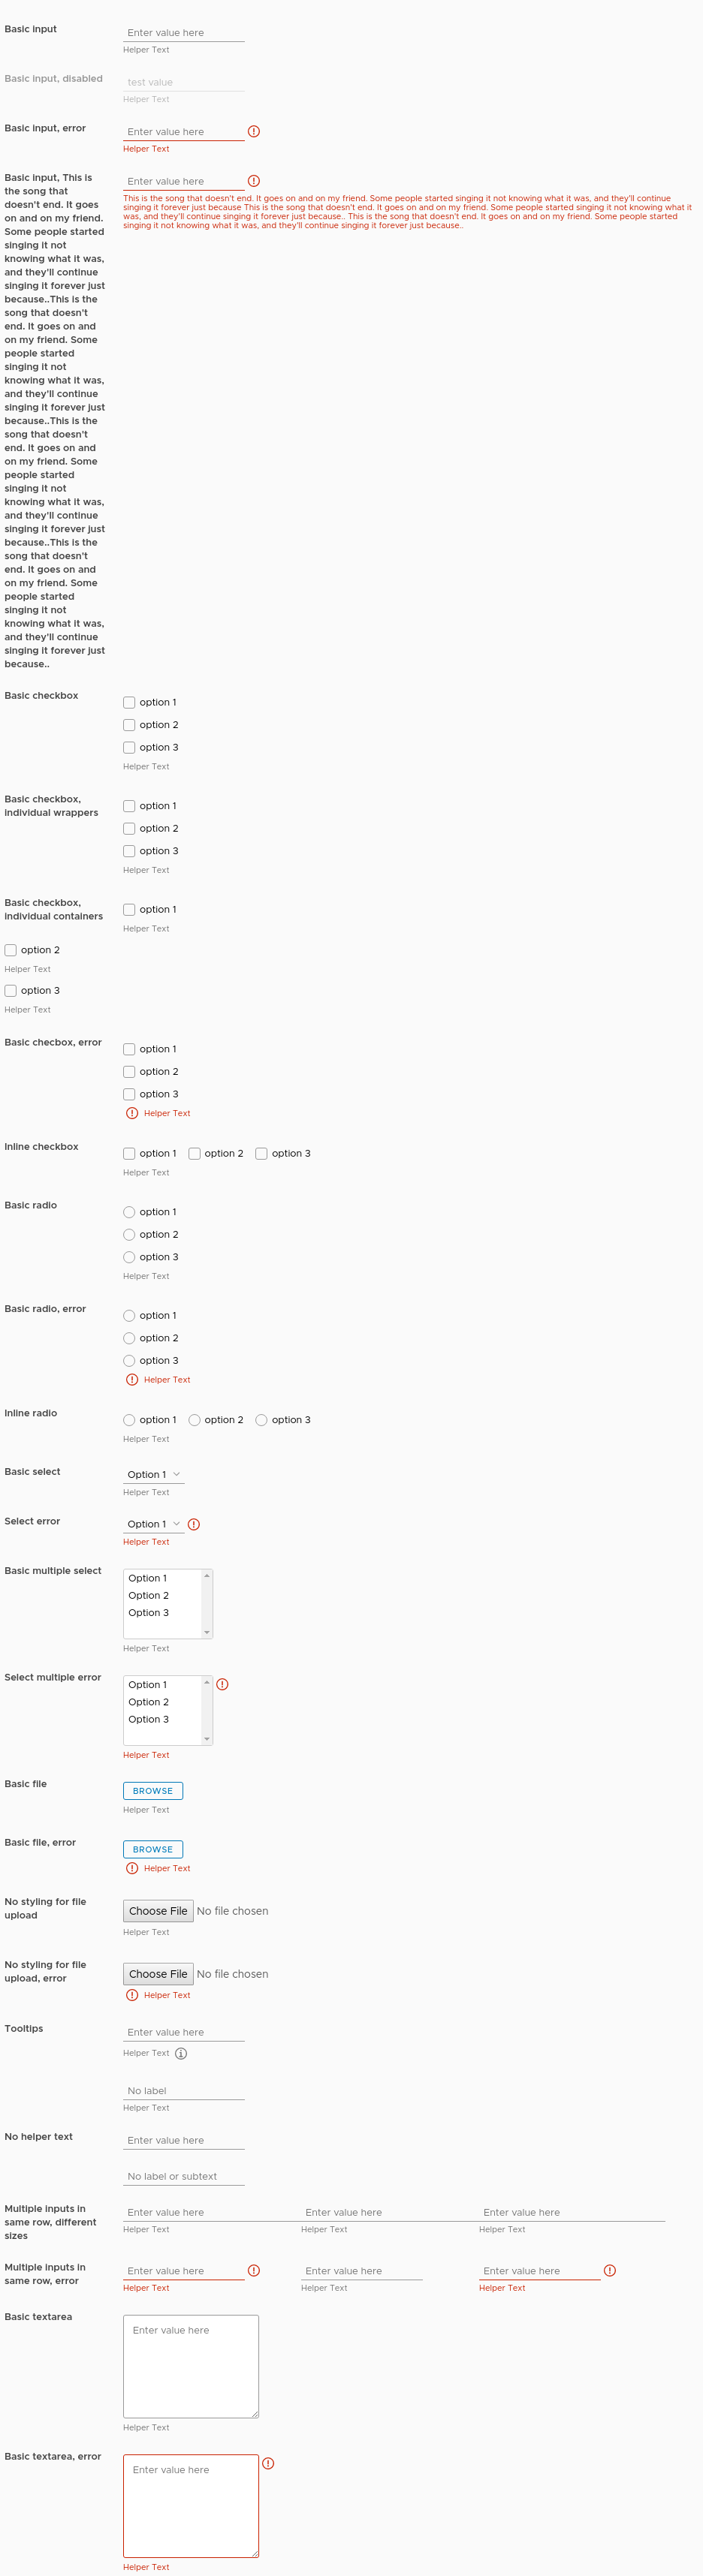 Basic input
Enter value here
Helper Text
Basic input, disabled
test value
Helper Text
Basic input, error
Enter value here
Helper Text
Basic input, This is
the song that
doesn't end. It goes
on and on my friend.
Some people started
singing it not
knowing what it was,
and they'll continue
singing it forever just
because..This is the
song that doesn't
end. It goes on and
on my friend. Some
people started
singing it not
knowing what it was,
and they'll continue
singing it forever just
because..This is the
song that doesn't
end. It goes on and
on my friend. Some
people started
singing it not
knowing what it was,
and they'll continue
singing it forever just
because..This is the
song that doesn't
end. It goes on and
on my friend. Some
people started
singing it not
knowing what it was,
and they'll continue
singing it forever just
because..
Enter value here
This is the song that doesn't end. It goes on and on my friend. Some people started singing it not knowing what it was, and they'll continue
singing it forever just because This is the song that doesn't end. It goes on and on my friend. Some people started singing it not knowing what it
was, and they'll continue singing it forever just because.. This is the song that doesn't end. It goes on and on my friend. Some people started
singing it not knowing what it was, and they'll continue singing it forever just because..
Basic checkbox
option 1
option 2
option 3
Helper Text
Basic checkbox,
individual wrappers
option 1
option 2
option 3
Helper Text
Basic checkbox,
individual containers
option 1
Helper Text
option 2
Helper Text
option 3
Helper Text
Basic checbox, error
option 1
option 2
option 3
Helper Text
Inline checkbox
option 1 option 2 option 3
Helper Text
Basic radio
option 1
option 2
option 3
Helper Text
Basic radio, error
option 1
option 2
option 3
Helper Text
Inline radio
option 1 option 2 option 3
Helper Text
Basic select
Option 1
Helper Text
Select error
Option 1
Helper Text
Basic multiple select
Option 1
Option 2
Option 3
Helper Text
Select multiple error
Option 1
Option 2
Option 3
Helper Text
Basic file
BROWSE
Helper Text
Basic file, error
BROWSE
Helper Text
No styling for file
upload
Choose File No file chosen
Helper Text
No styling for file
upload, error
Choose File No file chosen
Helper Text
Tooltips
Enter value here
Helper Text
No label
Helper Text
No helper text
Enter value here
No label or subtext
Multiple inputs in
same row, different
sizes
Enter value here Enter value here Enter value here
Helper Text Helper Text Helper Text
Multiple inputs in
same row, error
Enter value here Enter value here Enter value here
Helper Text Helper Text Helper Text
Basic textarea
Enter value here
Helper Text
Basic textarea, error
Enter value here
Helper Text